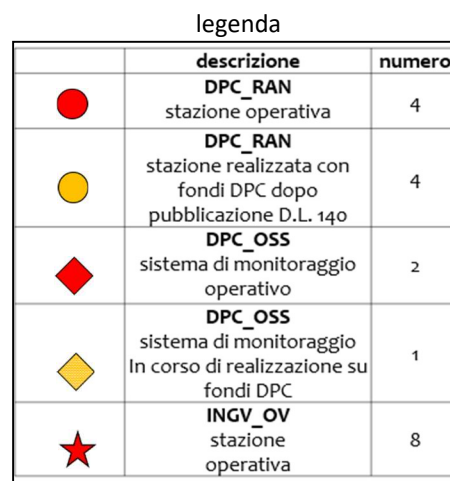 legenda
descrizione numero
DPC_RAN
stazione operativa
4
DPC_RAN
stazione realizzata con
fondi DPC dopo
pubblicazione D.L. 140
4
DPC_OSS
sistema di monitoraggio
operativo
2
DPC_OSS
sistema di monitoraggio
In corso di realizzazione su
fondi DPC
1
INGV_OV
stazione
operativa
8